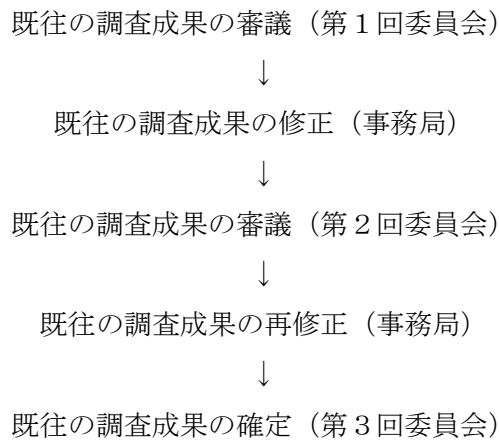 既往の調査成果の審議（第１回委員会）
↓
既往の調査成果の修正（事務局）
↓
既往の調査成果の審議（第２回委員会）
↓
既往の調査成果の再修正（事務局）
↓
既往の調査成果の確定（第３回委員会）